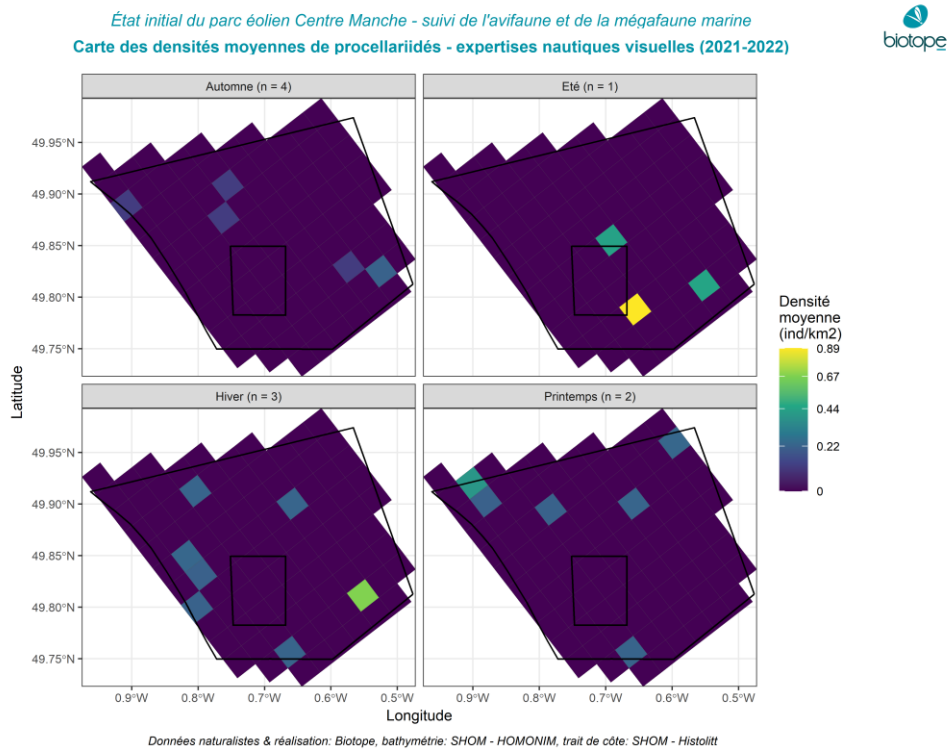 État initial du parc éolien Centre Manche - suivi de l'avifaune et de la mégafaune marine
Carte des densités moyennes de procellariidés - expertises nautiques visuelles (2021-2022)
biotope
Automne (n = 4)
Eté (n = 1)
49.95°N
49.90°N
49.85°N
49.80°N
49.75°N
Hiver (n = 3)
Printemps (n = 2)
49.95°N
49.90°N
49.85°N
49.80°N
49.75°N
0.9°W
0.8°W
0.7°W
0.6°W
0.5°W
0.9°W
0.8°W
0.7°W
0.6°W
0.5°W
Latitude
Longitude
Densité
moyenne
(ind/km2)
0.89
0.67
0.44
0.22
0
Données naturalistes & réalisation: Biotope, bathymétrie: SHOM - HOMONIM, trait de côte: SHOM - Histolitt